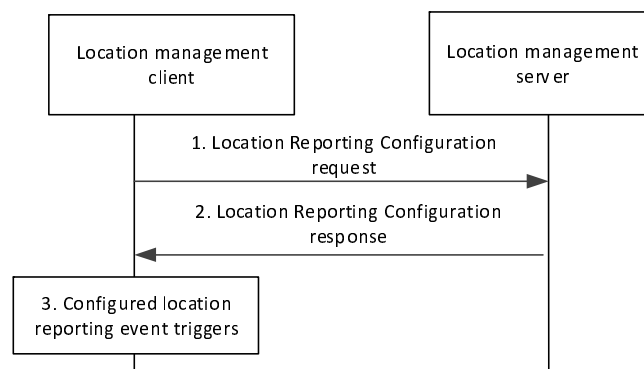 Location management
client
Location management
server
1. Location Reporting Configuration
request
2. Location Reporting Configuration
response
3. Configured location
reporting event triggers